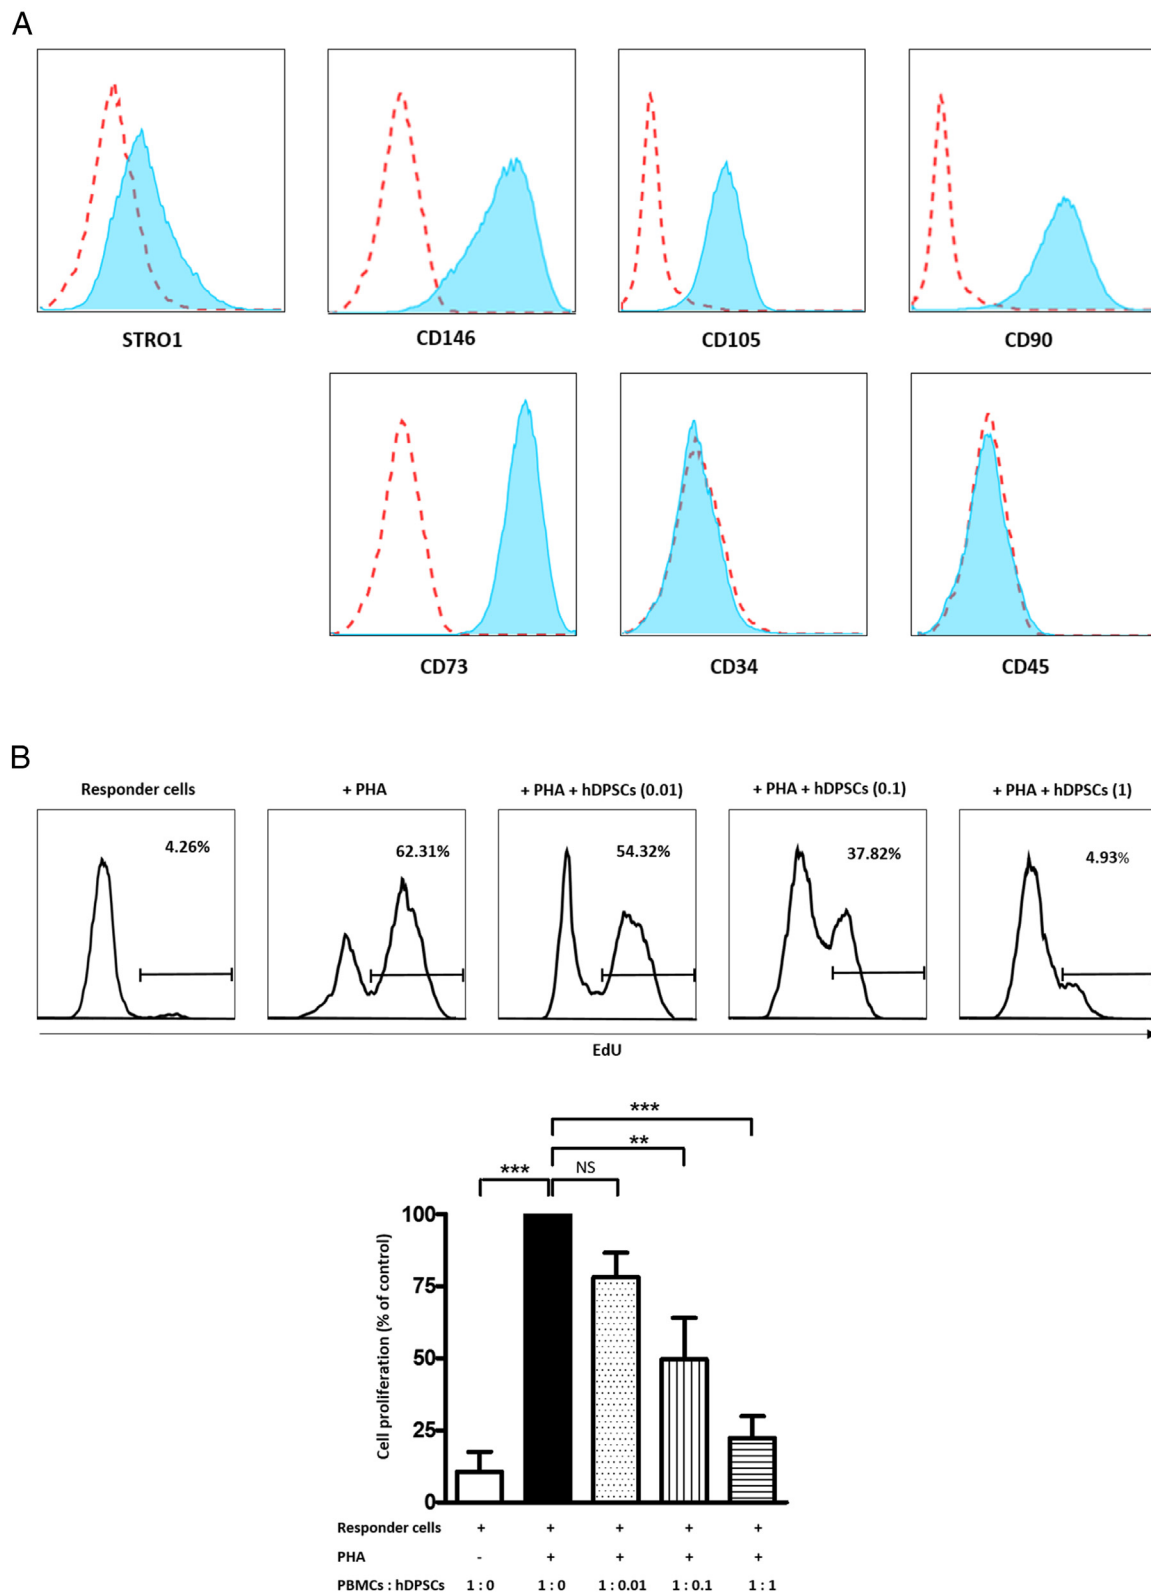 A
STRO1 CD146 CD105 CD90
CD73 CD34 CD45
B
Responder cells + PHA + PHA + hDPSCs (0.01) + PHA + hDPSCs (0.1) + PHA + hDPSCs (1)
4.26% 62.31% 54.32% 37.82% 4.93%
EdU
***
**
*** NS
100
75
50
25
0
Cell proliferation (% of control)
Responder cells + + + + +
PHA - + + + +
PBMCs : hDPSCs 1 : 0 1 : 0 1 : 0.01 1 : 0.1 1 : 1